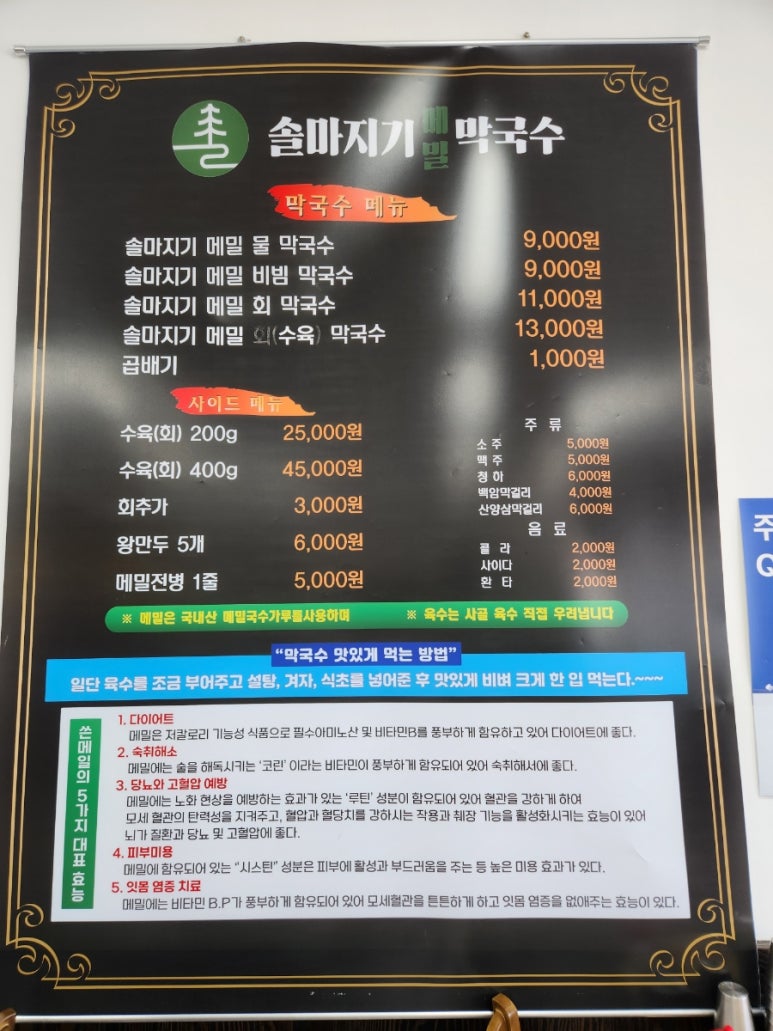 솔마지기 메밀 막국수
막국수 메뉴
솔마지기 메밀 물 막국수 9,000원
솔마지기 메밀 비빔 막국수 9,000원
솔마지기 메밀 회 막국수 11,000원
솔마지기 메밀 회(수육) 막국수 13,000원
곱배기 1,000원
사이드 메뉴
수육(회) 200g 25,000원
수육(회) 400g 45,000원
회추가 3,000원
왕만두 5개 6,000원
메밀전병 1줄 5,000원
주 류
소 주 5,000원
맥 주 5,000원
청 하 6,000원
백암막걸리 4,000원
산양삼막걸리 6,000원
음 료
콜 라 2,000원
사이다 2,000원
환 타 2,000원
※ 메밀은 국내산 메밀국수가루를사용하며 ※ 육수는 사골 육수 직접 우려냅니다
“막국수 맛있게 먹는 방법”
일단 육수를 조금 부어주고 설탕, 겨자, 식초를 넣어준 후 맛있게 비벼 크게 한 입 먹는다.~~~
쓴메밀의 5가지 대표 효능
1. 다이어트
메밀은 저칼로리 기능성 식품으로 필수아미노산 및 비타민B를 풍부하게 함유하고 있어 다이어트에 좋다.
2. 숙취해소
메밀에는 술을 해독시키는 ‘코린’ 이라는 비타민이 풍부하게 함유되어 있어 숙취해서에 좋다.
3. 당뇨와 고혈압 예방
메밀에는 노화 현상을 예방하는 효과가 있는 ‘루틴’ 성분이 함유되어 있어 혈관을 강하게 하여
모세 혈관의 탄력성을 지켜주고, 혈압과 혈당치를 강하시는 작용과 췌장 기능을 활성화시키는 효능이 있어
뇌가 질환과 당뇨 및 고혈압에 좋다.
4. 피부미용
메밀에 함유되어 있는 “시스틴” 성분은 피부에 활성과 부드러움을 주는 등 높은 미용 효과가 있다.
5. 잇몸 염증 치료
메밀에는 비타민 B.P가 풍부하게 함유되어 있어 모세혈관을 튼튼하게 하고 잇몸 염증을 없애주는 효능이 있다.
주